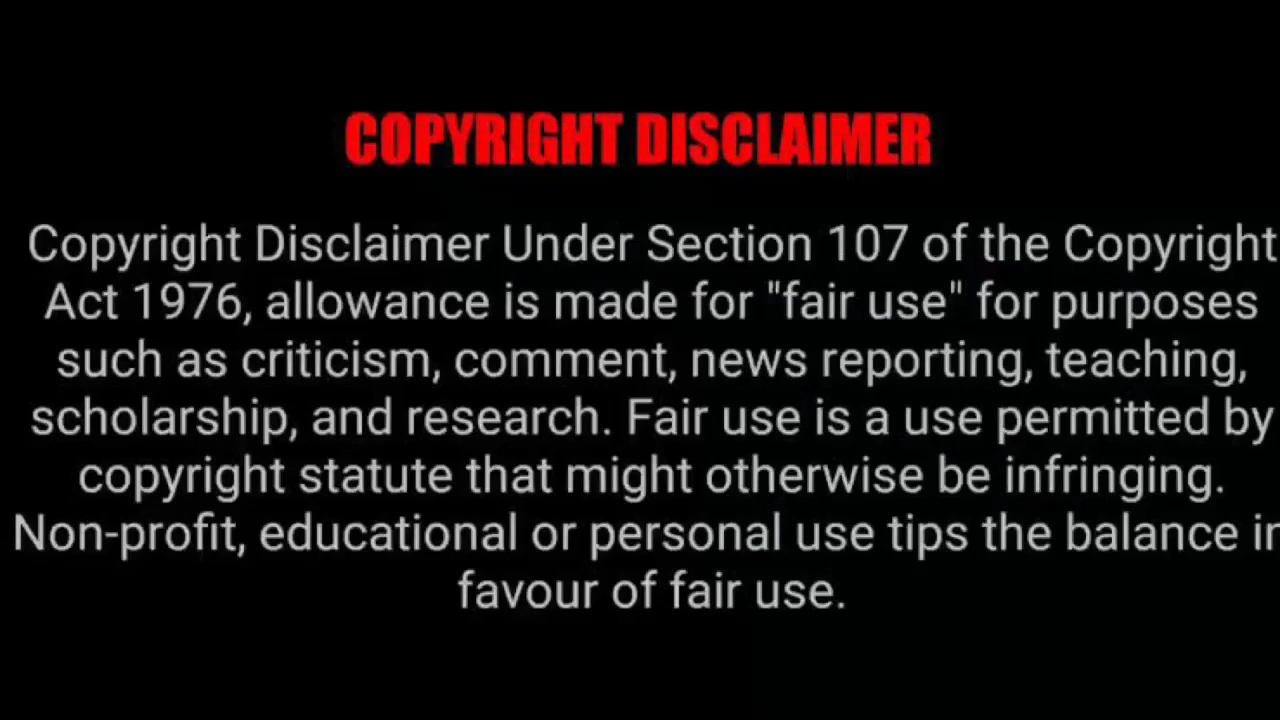 COPYRIGHT DISCLAIMER
Copyright Disclaimer Under Section 107 of the Copyright
Act 1976, allowance is made for "fair use" for purposes
such as criticism, comment, news reporting, teaching,
scholarship, and research. Fair use is a use permitted by
copyright statute that might otherwise be infringing.
Non-profit, educational or personal use tips the balance in
favour of fair use.